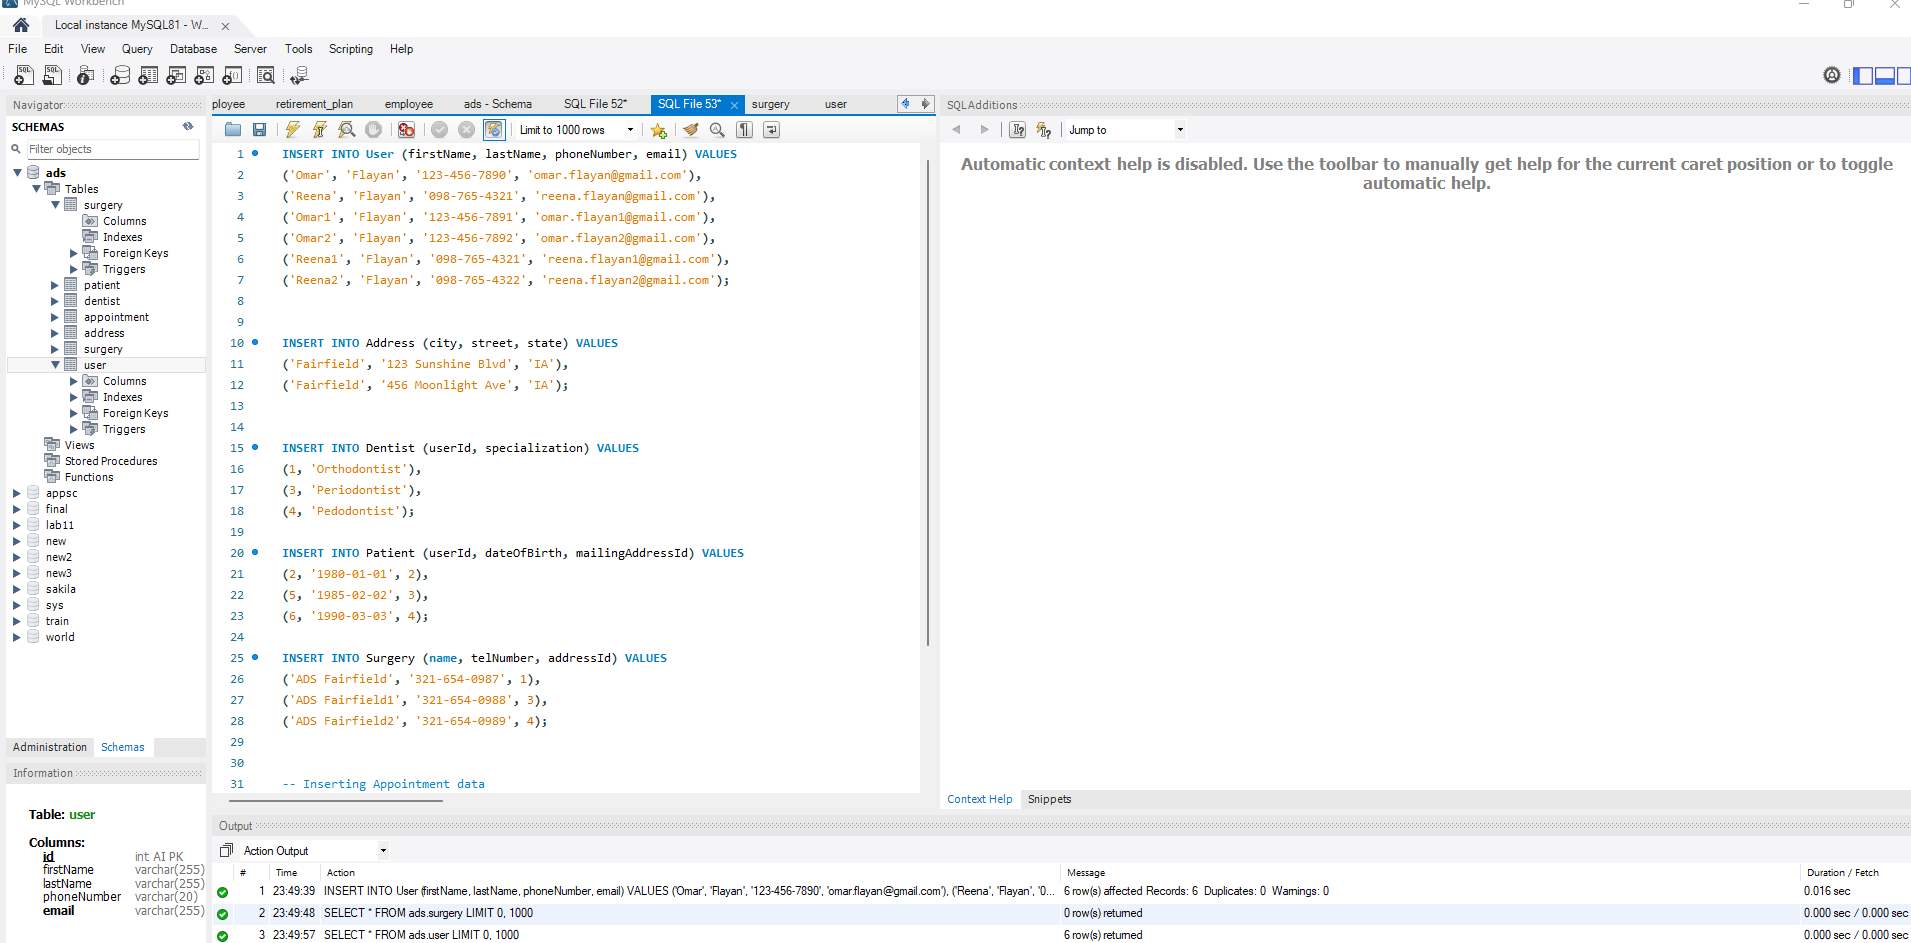 MySQL Workbench
Local instance MySQL81 - W...
File Edit View Query Database Server Tools Scripting Help
Navigator
SCHEMAS
Filter objects
ads
Tables
surgery
Columns
Indexes
Foreign Keys
Triggers
patient
dentist
appointment
address
surgery
user
Columns
Indexes
Foreign Keys
Triggers
Views
Stored Procedures
Functions
appsc
final
lab11
new
new2
new3
sakila
sys
train
world
Administration Schemas
Information
Table: user
Columns:
id int AI PK
firstName varchar(255)
lastName varchar(255)
phoneNumber varchar(20)
email varchar(255)
ployee retirement_plan employee ads - Schema SQL File 52* SQL File 53* surgery user
Limit to 1000 rows
1 INSERT INTO User (firstName, lastName, phoneNumber, email) VALUES
2 ('Omar', 'Flayan', '123-456-7890', 'omar.flayan@gmail.com'),
3 ('Reena', 'Flayan', '098-765-4321', 'reena.flayan@gmail.com'),
4 ('Omar1', 'Flayan', '123-456-7891', 'omar.flayan1@gmail.com'),
5 ('Omar2', 'Flayan', '123-456-7892', 'omar.flayan2@gmail.com'),
6 ('Reena1', 'Flayan', '098-765-4321', 'reena.flayan1@gmail.com'),
7 ('Reena2', 'Flayan', '098-765-4322', 'reena.flayan2@gmail.com');
8
9
10 INSERT INTO Address (city, street, state) VALUES
11 ('Fairfield', '123 Sunshine Blvd', 'IA'),
12 ('Fairfield', '456 Moonlight Ave', 'IA');
13
14
15 INSERT INTO Dentist (userId, specialization) VALUES
16 (1, 'Orthodontist'),
17 (3, 'Periodontist'),
18 (4, 'Pedodontist');
19
20 INSERT INTO Patient (userId, dateOfBirth, mailingAddressId) VALUES
21 (2, '1980-01-01', 2),
22 (5, '1985-02-02', 3),
23 (6, '1990-03-03', 4);
24
25 INSERT INTO Surgery (name, telNumber, addressId) VALUES
26 ('ADS Fairfield', '321-654-0987', 1),
27 ('ADS Fairfield1', '321-654-0988', 3),
28 ('ADS Fairfield2', '321-654-0989', 4);
29
30
31 -- Inserting Appointment data
SQLAdditions
Jump to
Automatic context help is disabled. Use the toolbar to manually get help for the current caret position or to toggle
automatic help.
Context Help Snippets
Output
Action Output
# Time Action Message Duration / Fetch
1 23:49:39 INSERT INTO User (firstName, lastName, phoneNumber, email) VALUES ('Omar', 'Flayan', '123-456-7890', 'omar.flayan@gmail.com'), ('Reena', 'Flayan', '0... 6 row(s) affected Records: 6 Duplicates: 0 Warnings: 0 0.016 sec
2 23:49:48 SELECT * FROM ads.surgery LIMIT 0, 1000 0 row(s) returned 0.000 sec / 0.000 sec
3 23:49:57 SELECT * FROM ads.user LIMIT 0, 1000 6 row(s) returned 0.000 sec / 0.000 sec